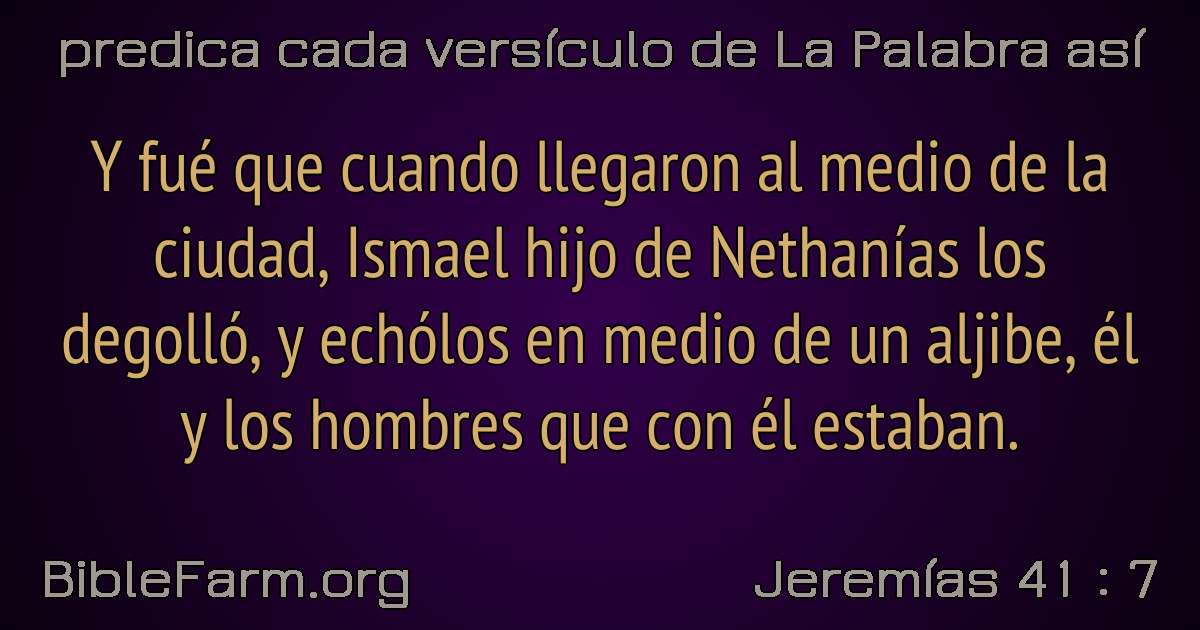 predica cada versículo de La Palabra así
Y fué que cuando llegaron al medio de la
ciudad, Ismael hijo de Nethanías los
degolló, y echólos en medio de un aljibe, él
y los hombres que con él estaban.
BibleFarm.org
Jeremías 41 : 7